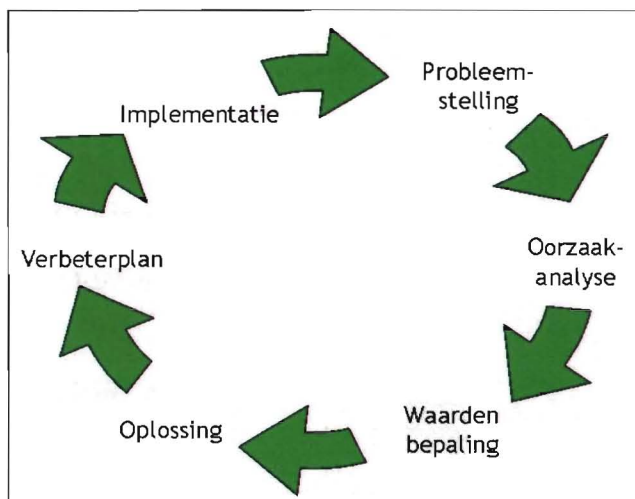 Probleem-
stelling
Oorzaak-
analyse
Waarden
bepaling
Oplossing
Verbeterplan
Implementatie